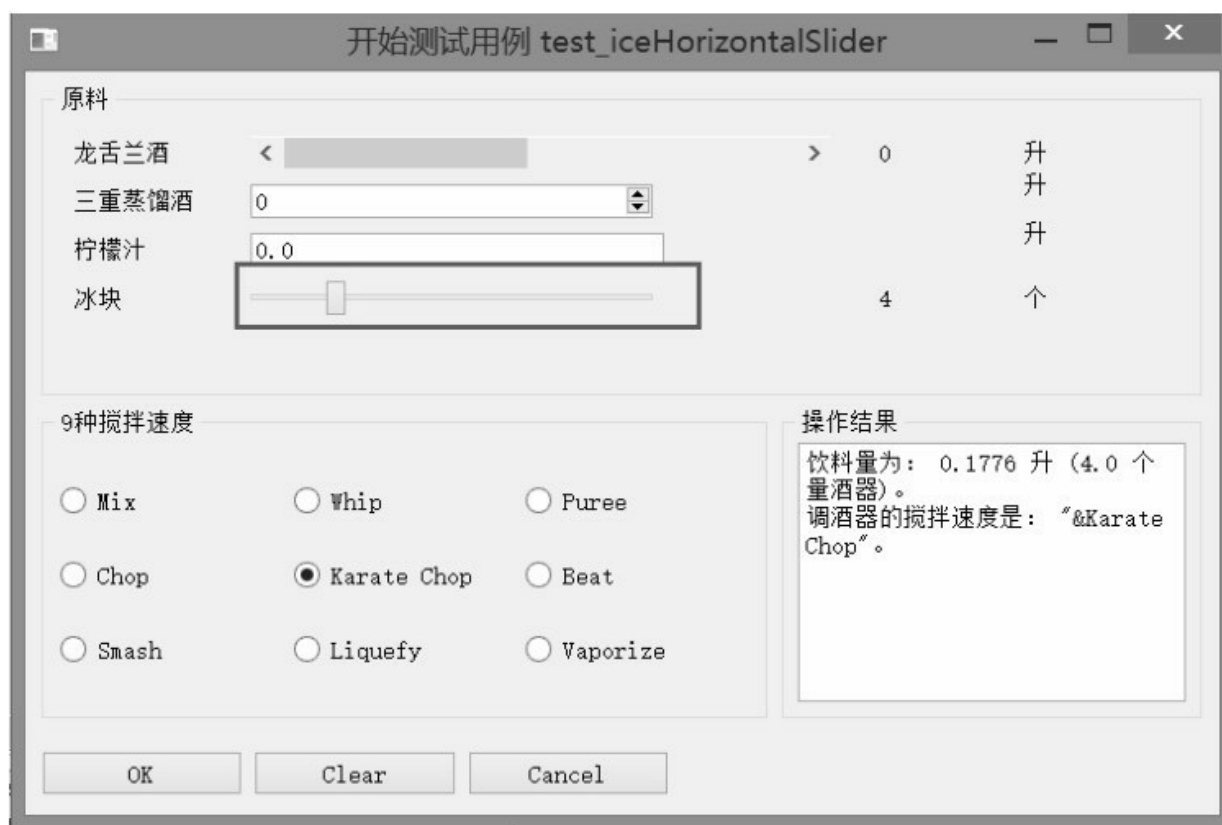 开始测试用例 test_iceHorizontalSlider
原料
龙舌兰酒 0 升
三重蒸馏酒 0 升
柠檬汁 0.0 升
冰块 4 个
9种搅拌速度
Mix Whip Puree
Chop Karate Chop Beat
Smash Liquefy Vaporize
操作结果
饮料量为: 0.1776 升 (4.0 个
量酒器)。
调酒器的搅拌速度是: "&Karate
Chop"。
OK Clear Cancel